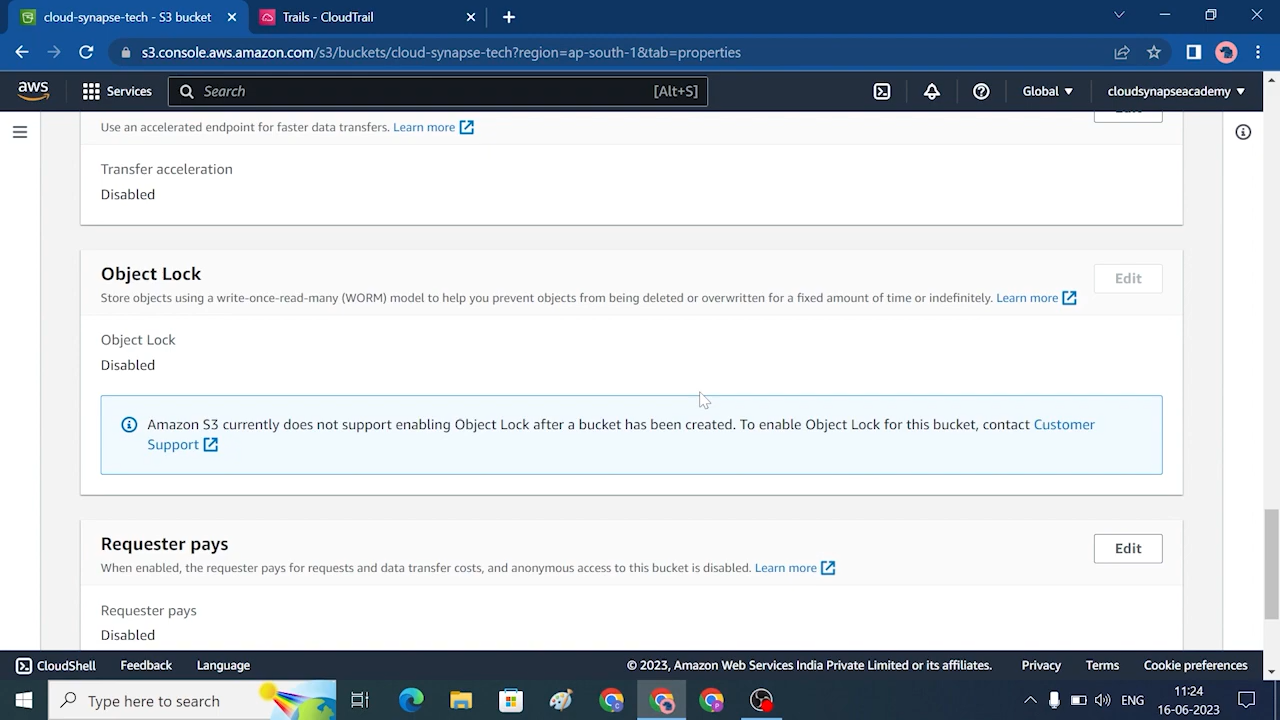 cloud-synapse-tech - S3 bucket
Trails - CloudTrail
s3.console.aws.amazon.com/s3/buckets/cloud-synapse-tech?region=ap-south-1&tab=properties
aws
Services
Search
[Alt+S]
Global
cloudsynapseacademy
Use an accelerated endpoint for faster data transfers. Learn more
Edit
Transfer acceleration
Disabled
Object Lock
Edit
Store objects using a write-once-read-many (WORM) model to help you prevent objects from being deleted or overwritten for a fixed amount of time or indefinitely. Learn more
Object Lock
Disabled
Amazon S3 currently does not support enabling Object Lock after a bucket has been created. To enable Object Lock for this bucket, contact Customer
Support
Requester pays
Edit
When enabled, the requester pays for requests and data transfer costs, and anonymous access to this bucket is disabled. Learn more
Requester pays
Disabled
CloudShell
Feedback
Language
© 2023, Amazon Web Services India Private Limited or its affiliates.
Privacy
Terms
Cookie preferences
Type here to search
ENG
11:24
16-06-2023